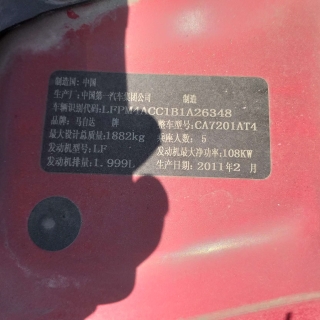 制造国：中国
生产厂：中国第一汽车集团公司 制造
车辆识别代码：LFPM4ACC1B1A26348
品牌：马自达 牌 整车型号：CA7201AT4
最大设计总质量：1882kg 乘座人数：5
发动机型号：LF 发动机最大净功率：108KW
发动机排量：1.999L 生产日期：2011年2月